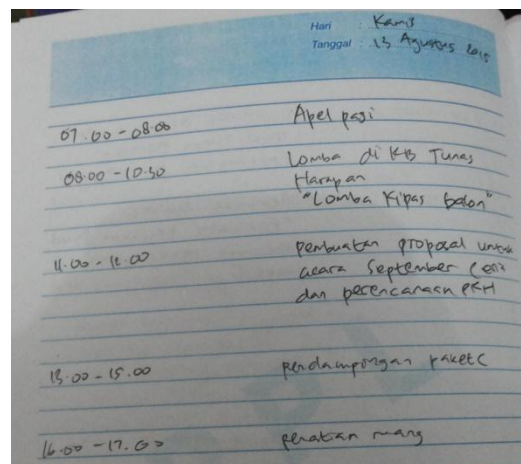 Hari : Kamis
Tanggal : 13 Agustus 2015
07.00 - 08.00 Apel pagi
08.00 - 10.30 Lomba di KB Tunas
Harapan
"Lomba Kipas balon"
11.00 - 12.00 pembuatan proposal untuk
acara September Ceria
dan perencanaan PKH
13.00 - 15.00 pendampingan paket C
16.00 - 17.00 penataan ruang